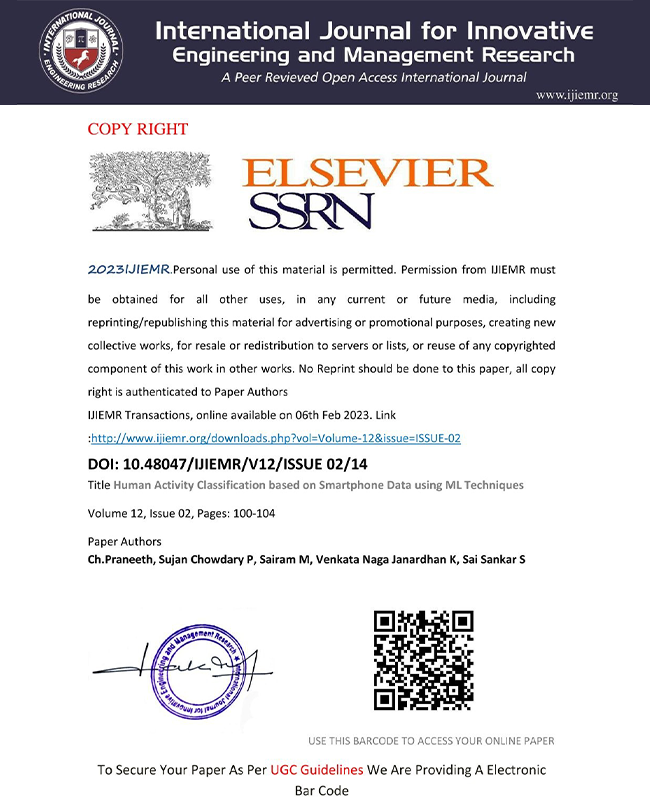 International Journal for Innovative
Engineering and Management Research
A Peer Revieved Open Access International Journal
www.ijiemr.org
INTERNATIONAL JOURNAL
ENGINEERING RESEARCH
COPY RIGHT
ELSEVIER
SSRN
2023IJIEMR.Personal use of this material is permitted. Permission from IJIEMR must
be obtained for all other uses, in any current or future media, including
reprinting/republishing this material for advertising or promotional purposes, creating new
collective works, for resale or redistribution to servers or lists, or reuse of any copyrighted
component of this work in other works. No Reprint should be done to this paper, all copy
right is authenticated to Paper Authors
IJIEMR Transactions, online available on 06th Feb 2023. Link
:http://www.ijiemr.org/downloads.php?vol=Volume-12&issue=ISSUE-02
DOI: 10.48047/IJIEMR/V12/ISSUE 02/14
Title Human Activity Classification based on Smartphone Data using ML Techniques
Volume 12, Issue 02, Pages: 100-104
Paper Authors
Ch.Praneeth, Sujan Chowdary P, Sairam M, Venkata Naga Janardhan K, Sai Sankar S
International Journal for Innovative Engineering and Management Research
USE THIS BARCODE TO ACCESS YOUR ONLINE PAPER
To Secure Your Paper As Per UGC Guidelines We Are Providing A Electronic
Bar Code